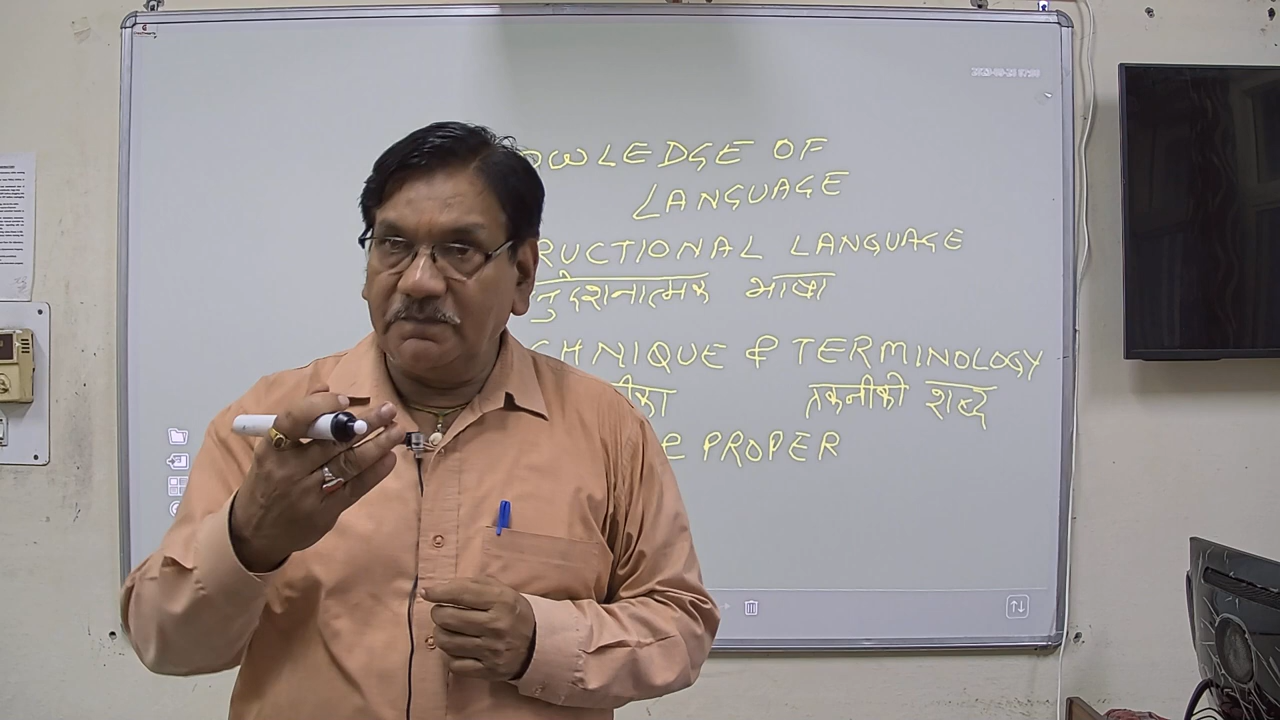 OWLEDGE OF
LANGUAGE
RUCTIONAL LANGUAGE
नुर्देशनात्मक भाषा
CHNIQUE & TERMINOLOGY
नीका तकनीकी शब्द
PROPER